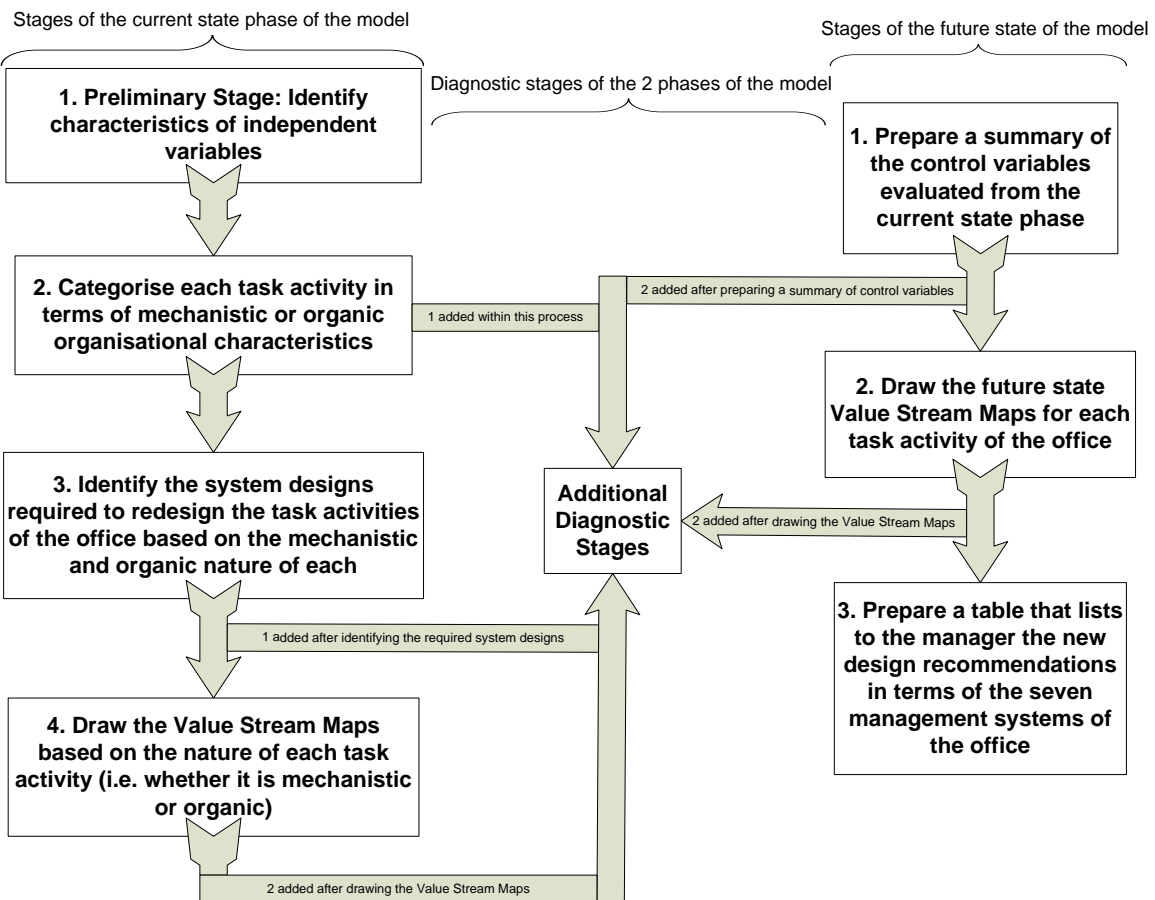 Stages of the current state phase of the model
1. Preliminary Stage: Identify
characteristics of independent
variables
2. Categorise each task activity in
terms of mechanistic or organic
organisational characteristics
3. Identify the system designs
required to redesign the task activities
of the office based on the mechanistic
and organic nature of each
4. Draw the Value Stream Maps
based on the nature of each task
activity (i.e. whether it is mechanistic
or organic)
Diagnostic stages of the 2 phases of the model
1 added within this process
2 added after preparing a summary of control variables
Additional
Diagnostic
Stages
2 added after drawing the Value Stream Maps
1 added after identifying the required system designs
2 added after drawing the Value Stream Maps
Stages of the future state of the model
1. Prepare a summary of
the control variables
evaluated from the
current state phase
2. Draw the future state
Value Stream Maps for each
task activity of the office
3. Prepare a table that lists
to the manager the new
design recommendations
in terms of the seven
management systems of
the office